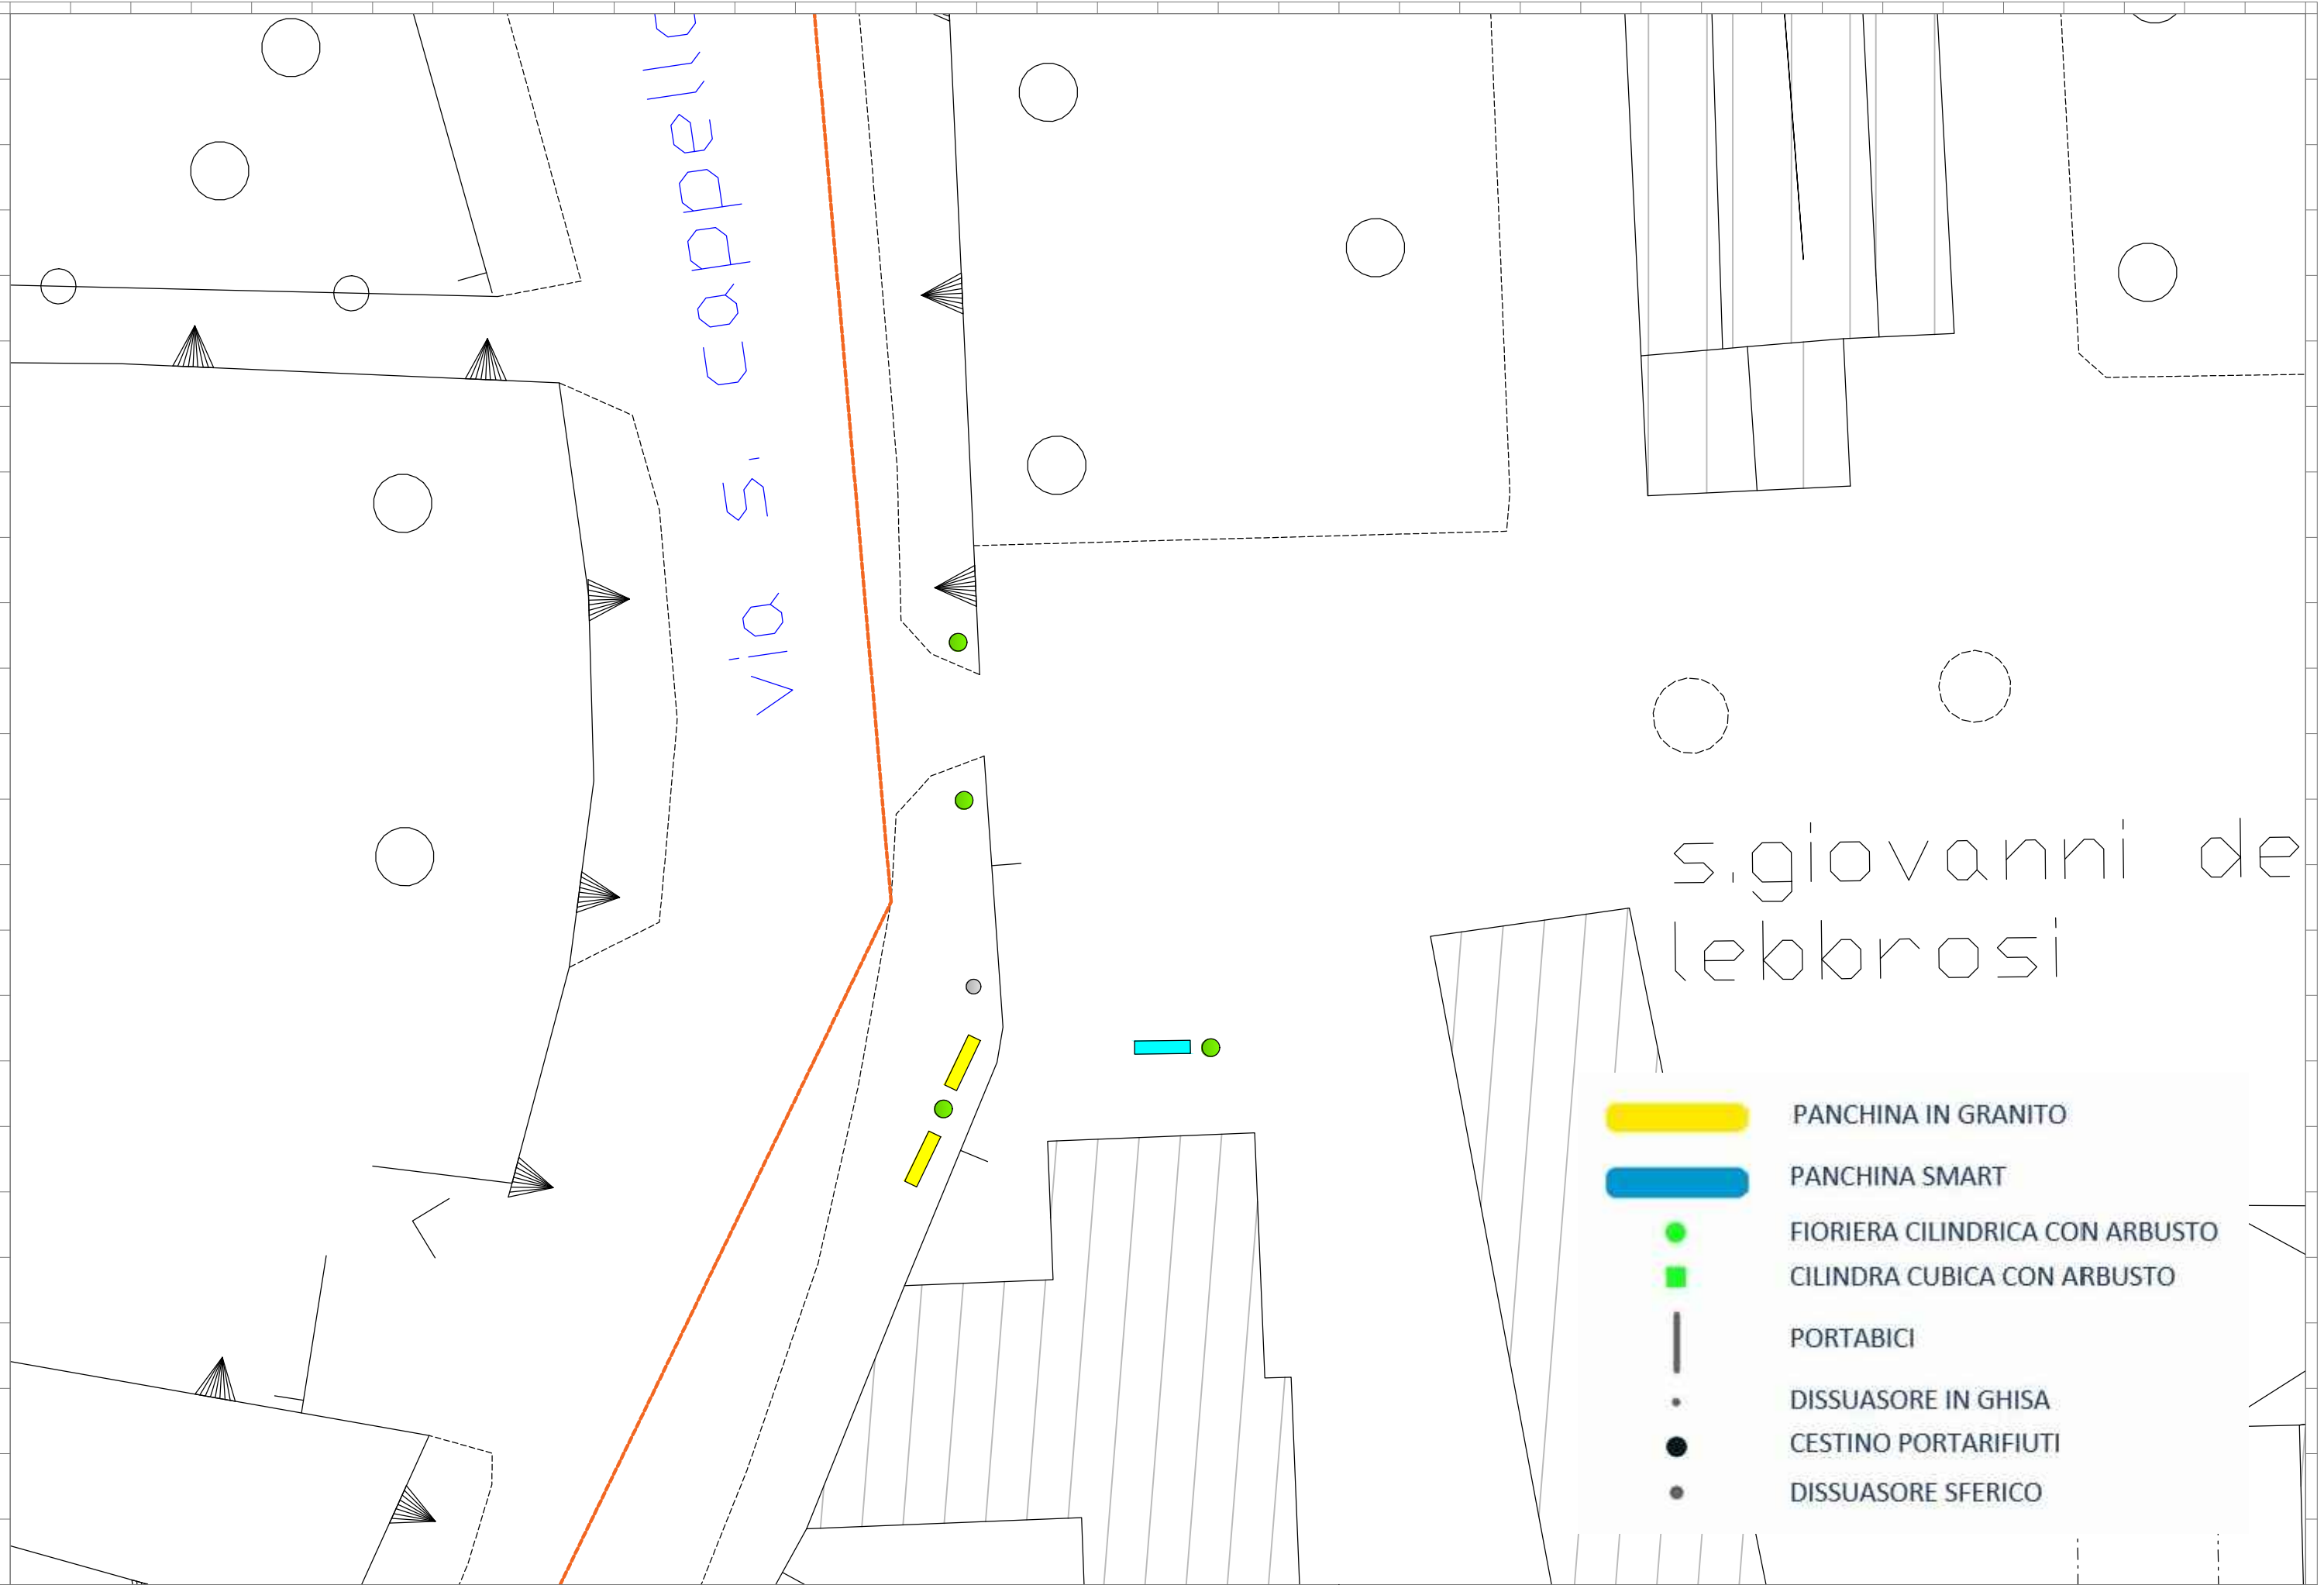 via s. cappello
s.giovanni de
lebbrosi
PANCHINA IN GRANITO
PANCHINA SMART
FIORIERA CILINDRICA CON ARBUSTO
CILINDRA CUBICA CON ARBUSTO
PORTABICI
DISSUASORE IN GHISA
CESTINO PORTARIFIUTI
DISSUASORE SFERICO